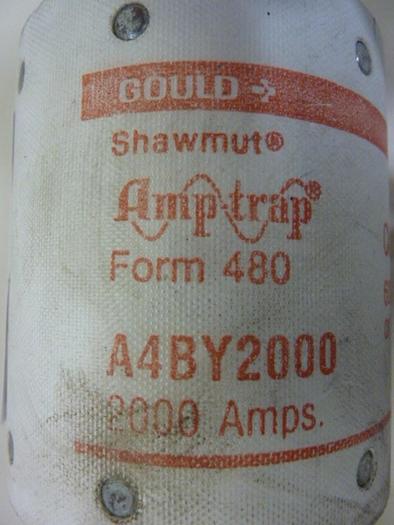 GOULD →
Shawmut®
Amp-trap®
Form 480
A4BY2000
2000 Amps.